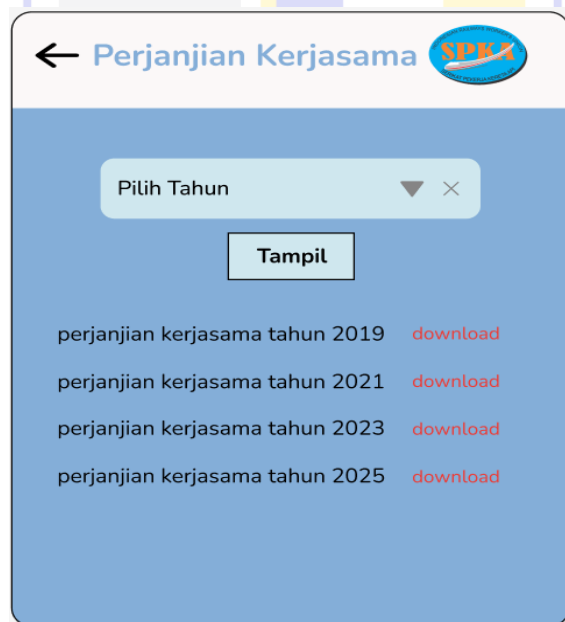 Perjanjian Kerjasama
SPKA
Pilih Tahun
Tampil
perjanjian kerjasama tahun 2019 download
perjanjian kerjasama tahun 2021 download
perjanjian kerjasama tahun 2023 download
perjanjian kerjasama tahun 2025 download